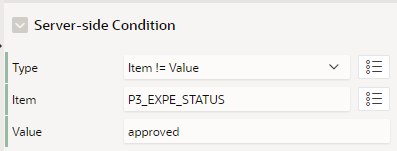 Server-side Condition
Type Item != Value
Item P3_EXPE_STATUS
Value approved